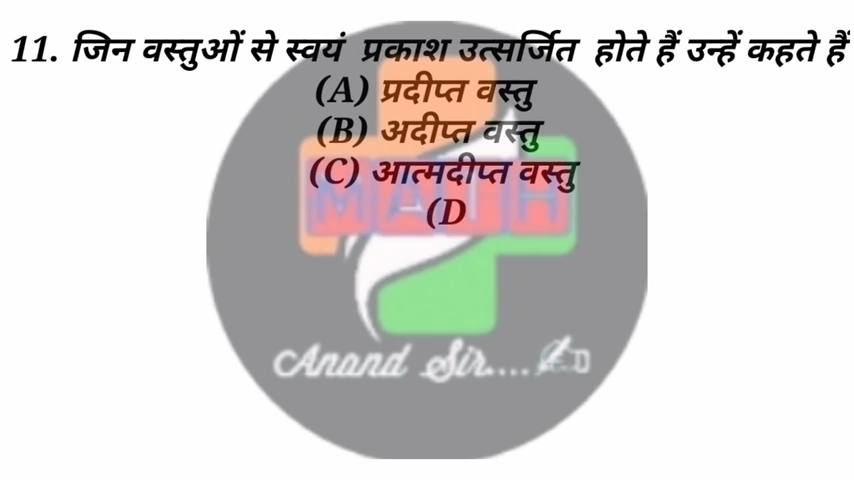 11. जिन वस्तुओं से स्वयं प्रकाश उत्सर्जित होते हैं उन्हें कहते हैं
(A) प्रदीप्त वस्तु
(B) अदीप्त वस्तु
(C) आत्मदीप्त वस्तु
(D
MATH
Anand Sir....✍